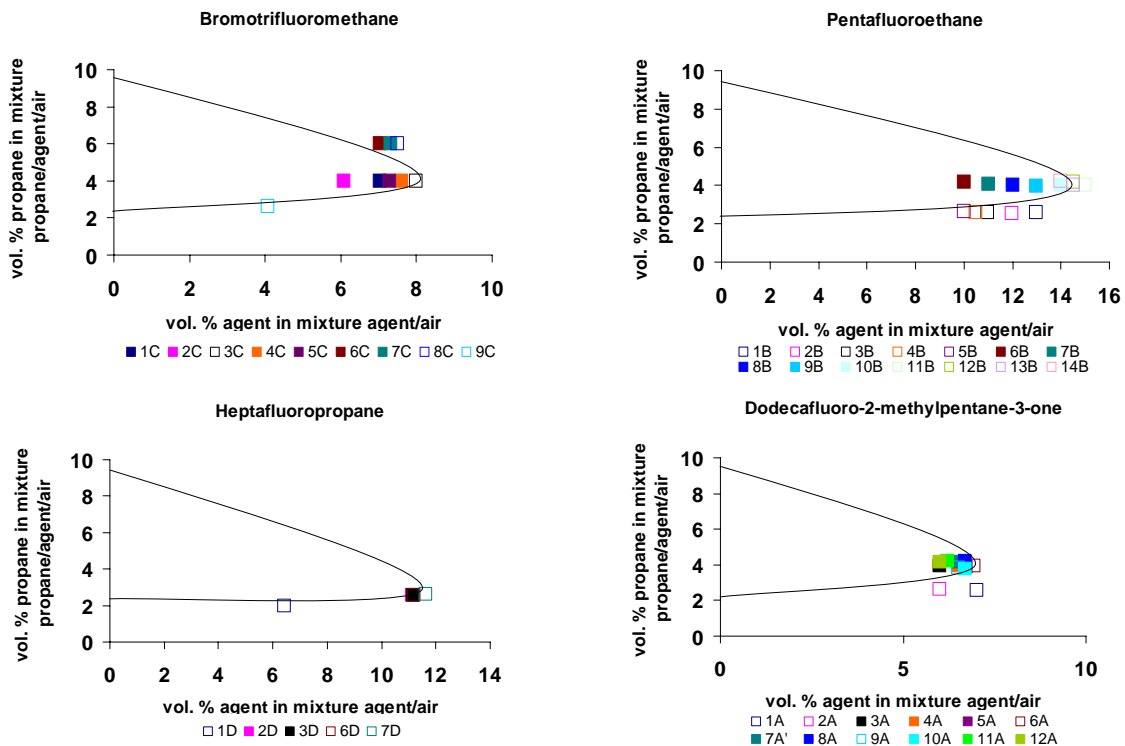 Bromotrifluoromethane
vol. % propane in mixture
propane/agent/air
10
8
6
4
2
0
0 2 4 6 8 10
vol. % agent in mixture agent/air
1C 2C 3C 4C 5C 6C 7C 8C 9C
Pentafluoroethane
vol. % propane in mixture
propane/agent/air
10
8
6
4
2
0
0 2 4 6 8 10 12 14 16
vol. % agent in mixture agent/air
1B 2B 3B 4B 5B 6B 7B
8B 9B 10B 11B 12B 13B 14B
Heptafluoropropane
vol. % propane in mixture
propane/agent/air
10
8
6
4
2
0
0 2 4 6 8 10 12 14
vol. % agent in mixture agent/air
1D 2D 3D 6D 7D
Dodecafluoro-2-methylpentane-3-one
vol. % propane in mixture
propane/agent/air
10
8
6
4
2
0
0 5 10
vol. % agent in mixture agent/air
1A 2A 3A 4A 5A 6A
7A' 8A 9A 10A 11A 12A